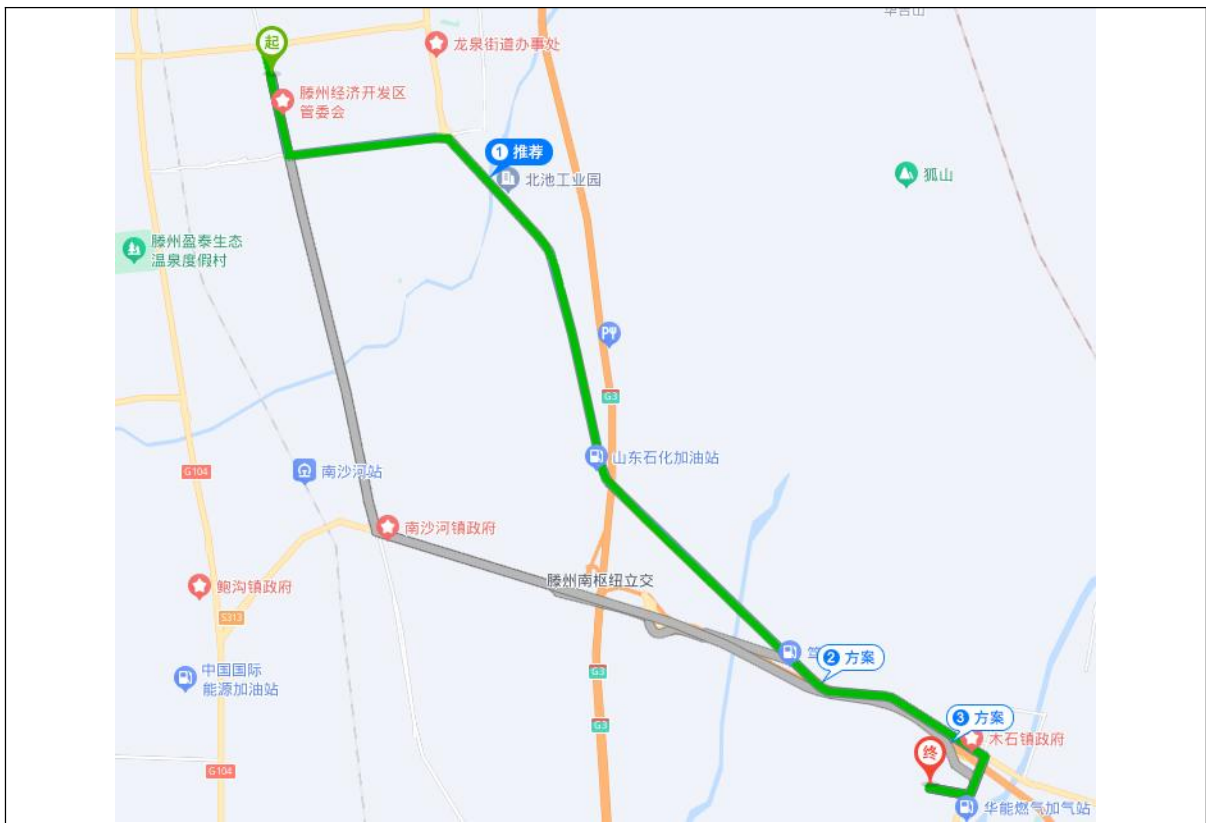 起
龙泉街道办事处
滕州经济开发区
管委会
1 推荐
北池工业园
狐山
滕州盈泰生态
温泉度假村
G3
山东石化加油站
G104
南沙河站
南沙河镇政府
滕州南枢纽立交
鲍沟镇政府
S313
2 方案
中国国际
能源加油站
G3
3 方案
G3
木石镇政府
终
G104
华能燃气加气站